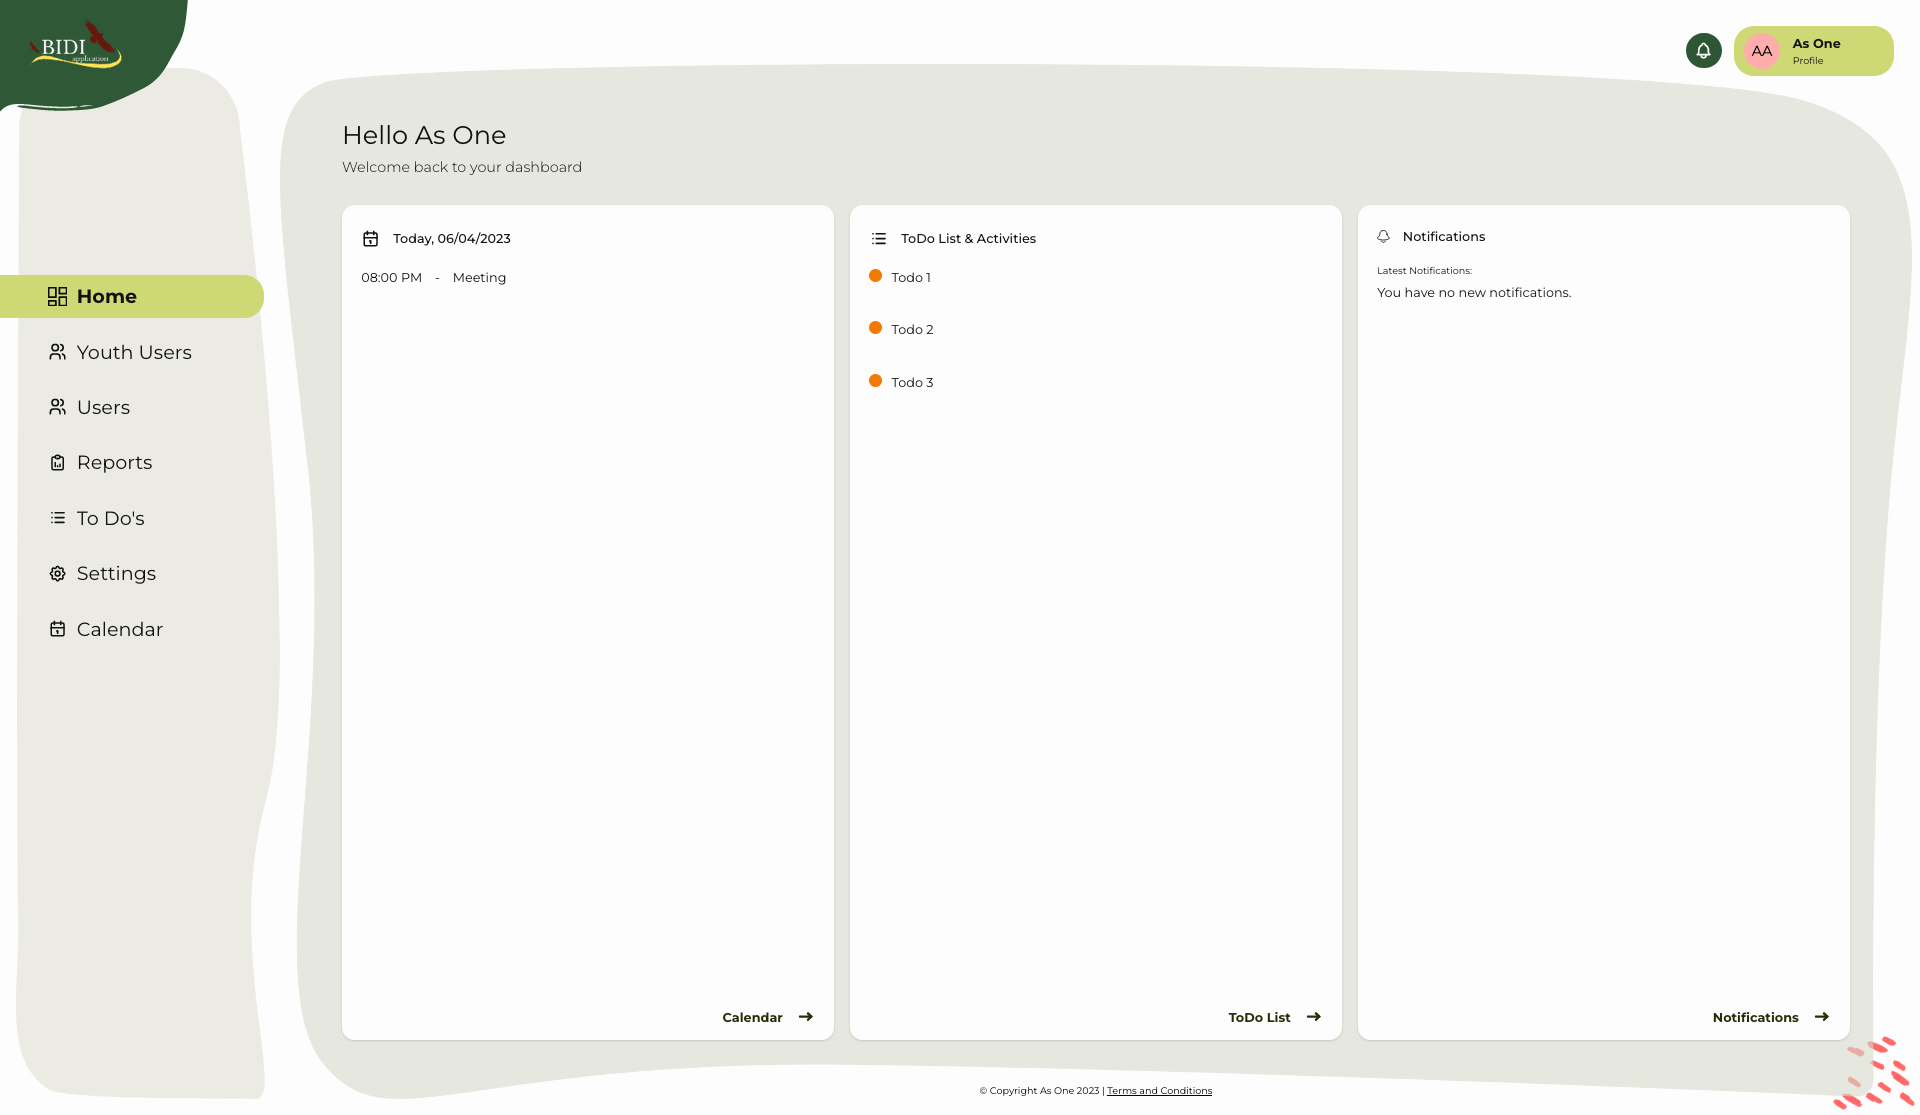 BIDI
application
As One
Profile
AA
Hello As One
Welcome back to your dashboard
Home
Youth Users
Users
Reports
To Do's
Settings
Calendar
Today, 06/04/2023
08:00 PM - Meeting
Calendar
ToDo List & Activities
Todo 1
Todo 2
Todo 3
ToDo List
Notifications
Latest Notifications:
You have no new notifications.
Notifications
© Copyright As One 2023 | Terms and Conditions